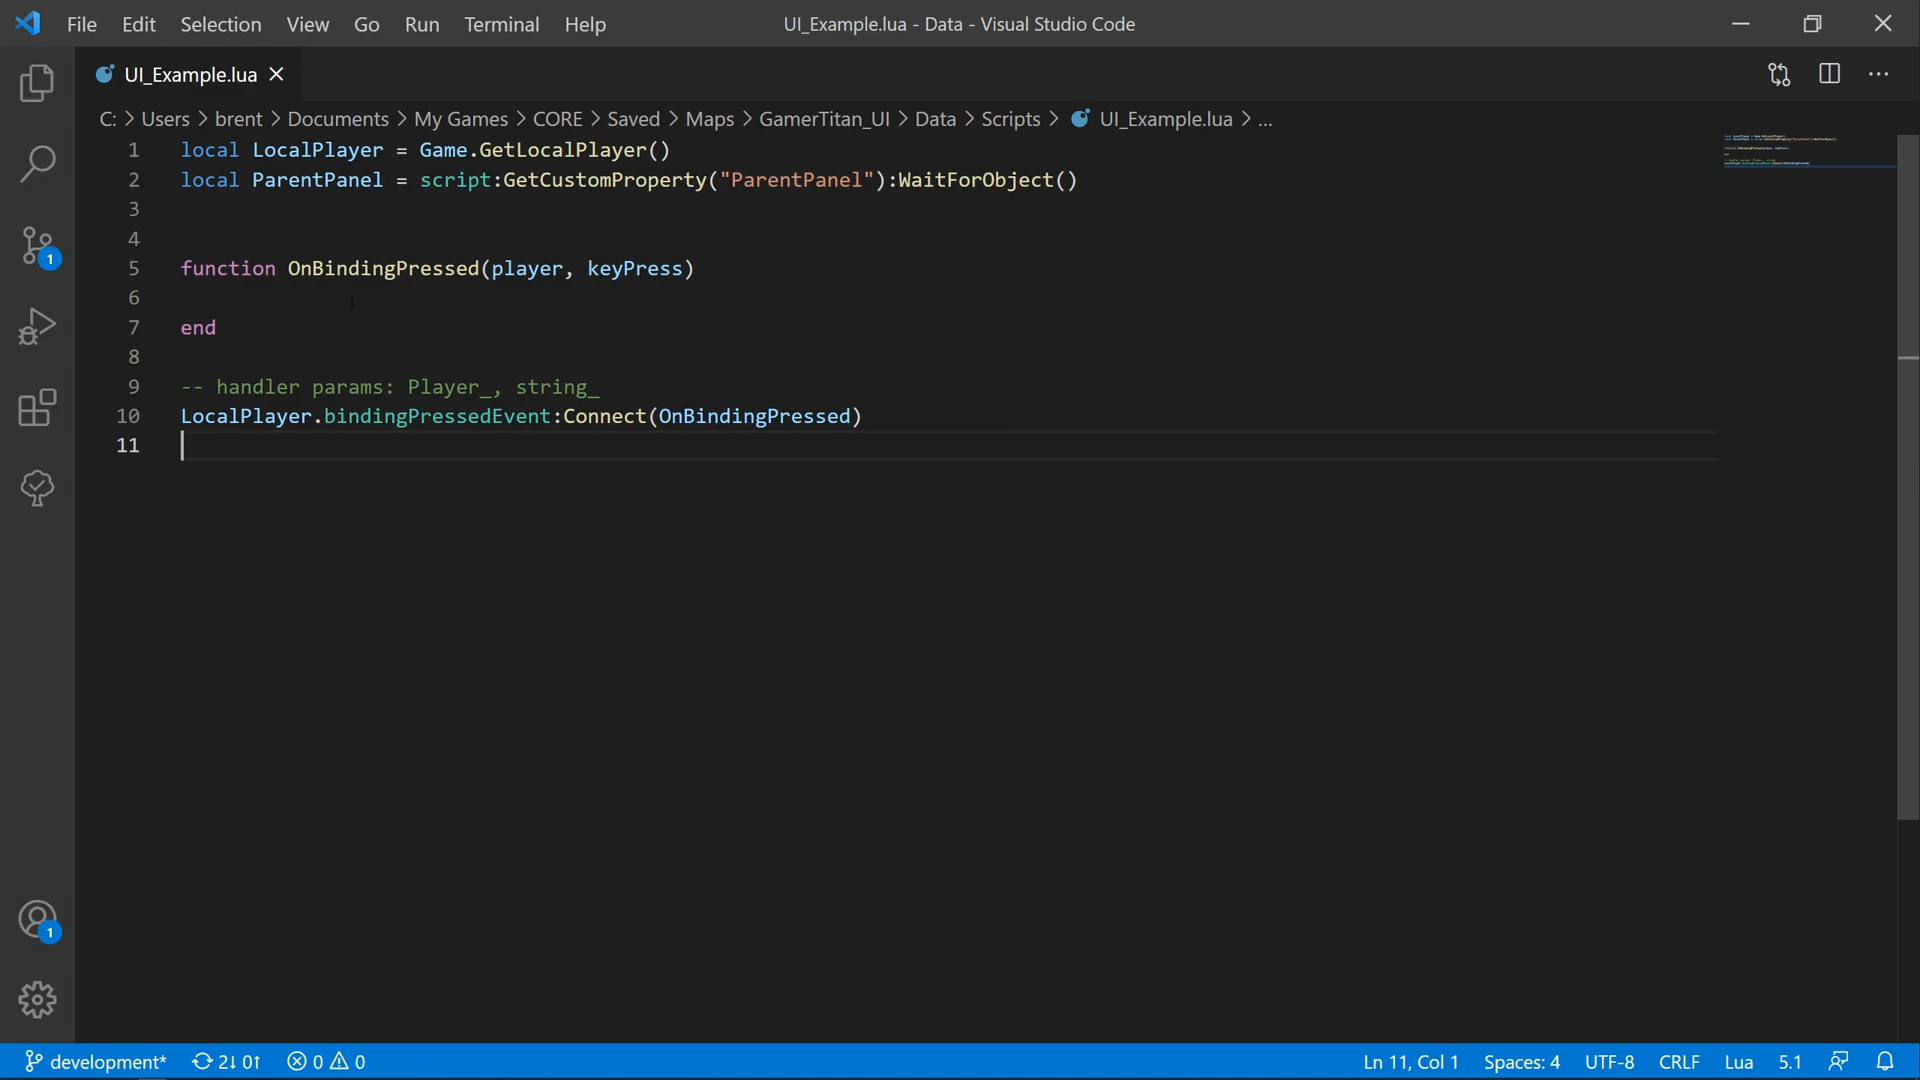 File Edit Selection View Go Run Terminal Help UI_Example.lua - Data - Visual Studio Code
UI_Example.lua
C: > Users > brent > Documents > My Games > CORE > Saved > Maps > GamerTitan_UI > Data > Scripts > UI_Example.lua > ...
1 local LocalPlayer = Game.GetLocalPlayer()
2 local ParentPanel = script:GetCustomProperty("ParentPanel"):WaitForObject()
3
4
5 function OnBindingPressed(player, keyPress)
6
7 end
8
9 -- handler params: Player_, string_
10 LocalPlayer.bindingPressedEvent:Connect(OnBindingPressed)
11
1
1
development* 2↓ 0↑ 0 0 Ln 11, Col 1 Spaces: 4 UTF-8 CRLF Lua 5.1